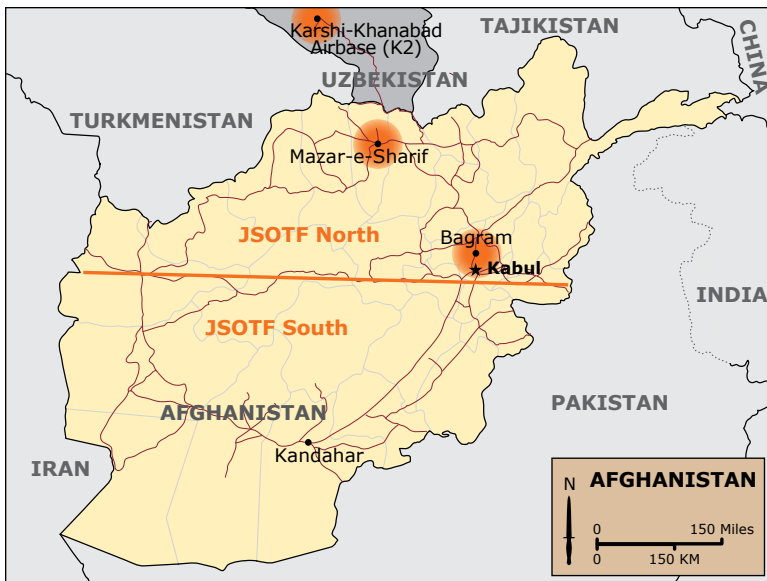 Karshi-Khanabad
Airbase (K2)
TAJIKISTAN
CHINA
UZBEKISTAN
TURKMENISTAN
Mazar-e-Sharif
JSOTF North
Bagram
Kabul
INDIA
JSOTF South
AFGHANISTAN
PAKISTAN
Kandahar
IRAN
AFGHANISTAN
N
0 150 Miles
0 150 KM